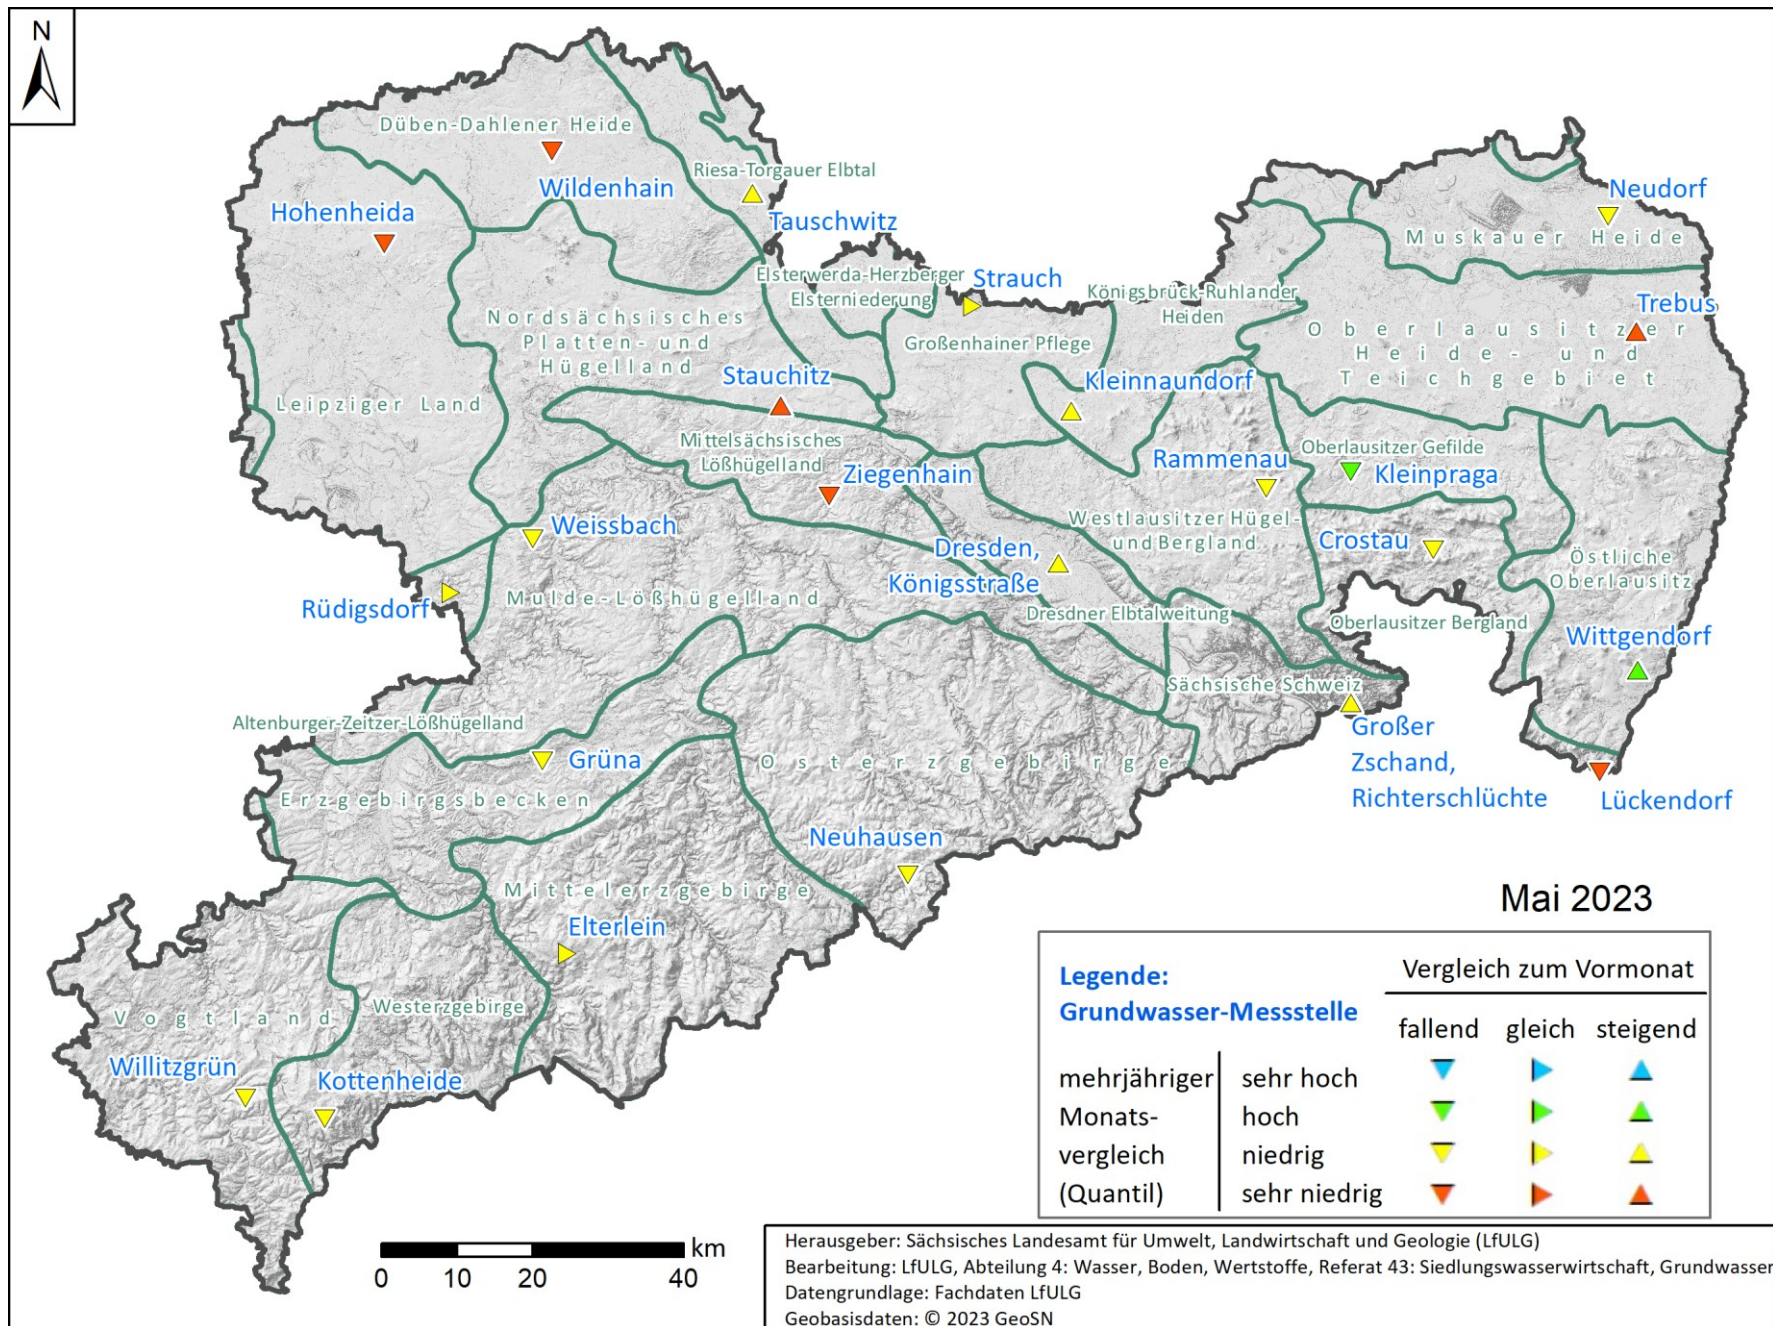 N
Düben-Dahlener Heide
Wildenhain
Riesa-Torgauer Elbtal
Tauschwitz
Hohenheida
Neudorf
Muskauer Heide
Elsterwerda-Herzberger
Elsterniederung
Strauch
Königsbrück-Ruhlander
Heiden
Trebus
Oberlausitzer
Heide- und
Teichgebiet
Nordsächsisches
Platten- und
Hügelland
Großenhainer Pflege
Stauchitz
Kleinnaundorf
Leipziger Land
Mittelsächsisches
Lößhügelland
Ziegenhain
Rammenau
Oberlausitzer Gefilde
Kleinpraga
Weissbach
Westlausitzer Hügel-
und Bergland
Dresden,
Königsstraße
Crostau
Östliche
Oberlausitz
Rüdigsdorf
Mulde-Lößhügelland
Dresdner Elbtalweitung
Oberlausitzer Bergland
Wittgendorf
Sächsische Schweiz
Altenburger-Zeitzer-Lößhügelland
Großer
Zschand,
Richterschlüchte
Grüna
Osterzgebirge
Lückendorf
Erzgebirgsbecken
Neuhausen
Mittelerzgebirge
Elterlein
Westerzgebirge
Vogtland
Willitzgrün
Kottenheide
Mai 2023
Legende:
Grundwasser-Messstelle
Vergleich zum Vormonat
fallend gleich steigend
mehrjähriger sehr hoch
Monats- hoch
vergleich niedrig
(Quantil) sehr niedrig
km
0 10 20 40
Herausgeber: Sächsisches Landesamt für Umwelt, Landwirtschaft und Geologie (LfULG)
Bearbeitung: LfULG, Abteilung 4: Wasser, Boden, Wertstoffe, Referat 43: Siedlungswasserwirtschaft, Grundwasser
Datengrundlage: Fachdaten LfULG
Geobasisdaten: © 2023 GeoSN